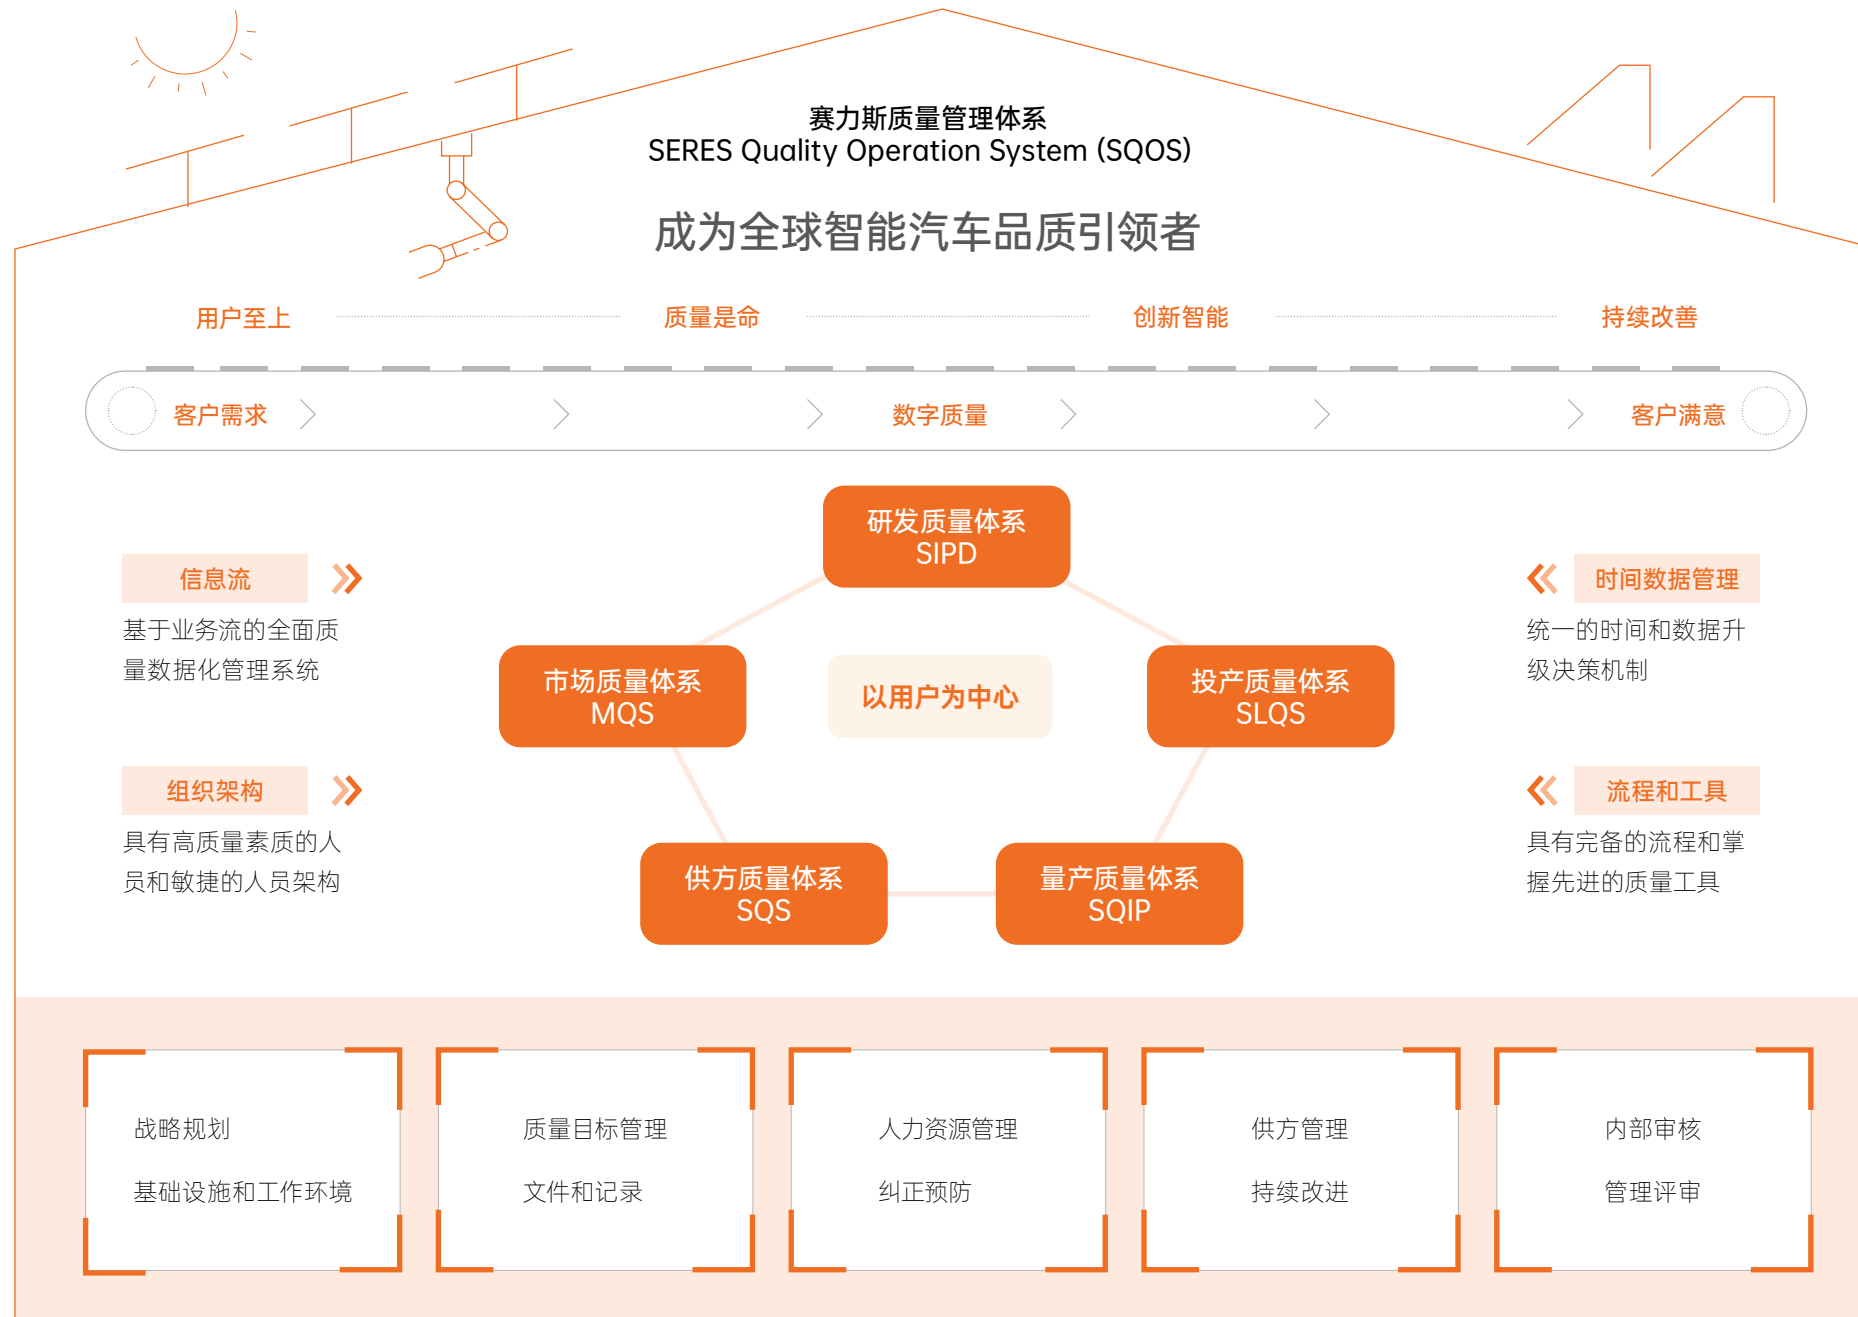 赛力斯质量管理体系
SERES Quality Operation System (SQOS)
成为全球智能汽车品质引领者
用户至上
质量是命
创新智能
持续改善
客户需求
数字质量
客户满意
研发质量体系
SIPD
信息流
基于业务流的全面质
量数据化管理系统
时间数据管理
统一的时间和数据升
级决策机制
市场质量体系
MQS
以用户为中心
投产质量体系
SLQS
组织架构
具有高质量素质的人
员和敏捷的人员架构
流程和工具
具有完备的流程和掌
握先进的质量工具
供方质量体系
SQS
量产质量体系
SQIP
战略规划
基础设施和工作环境
质量目标管理
文件和记录
人力资源管理
纠正预防
供方管理
持续改进
内部审核
管理评审